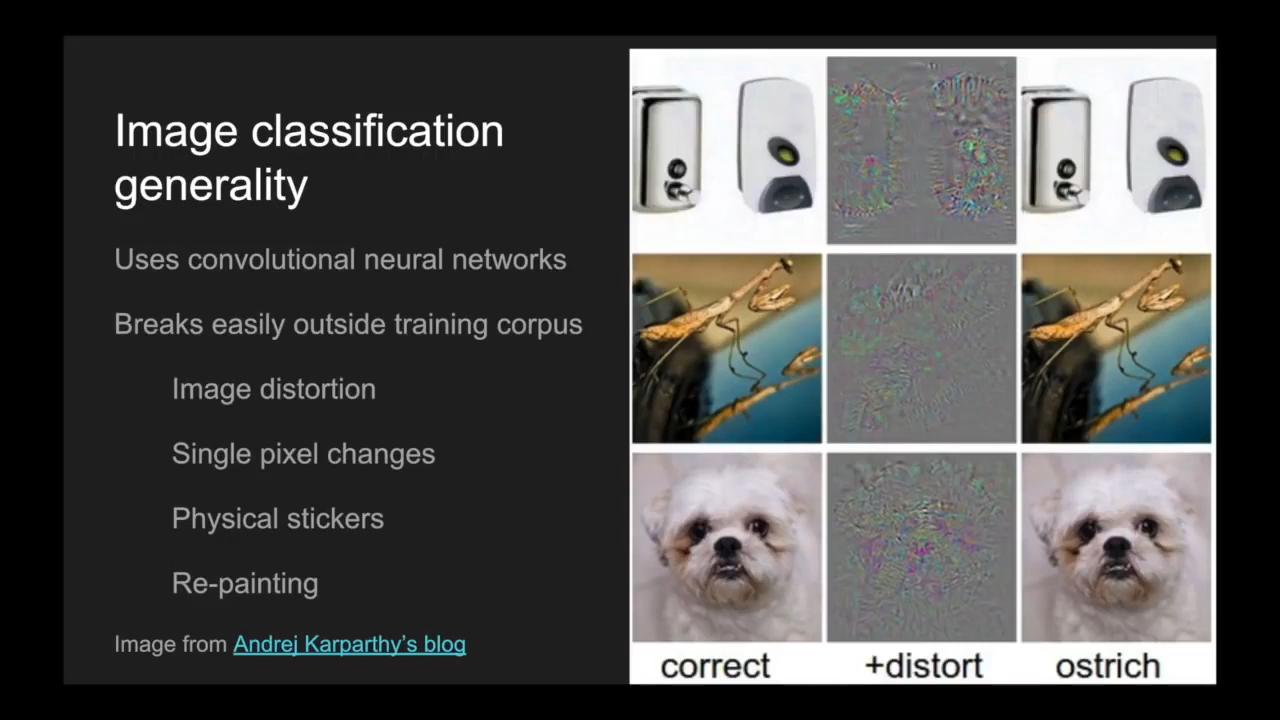 Image classification
generality
Uses convolutional neural networks
Breaks easily outside training corpus
Image distortion
Single pixel changes
Physical stickers
Re-painting
Image from Andrej Karparthy's blog
correct +distort ostrich